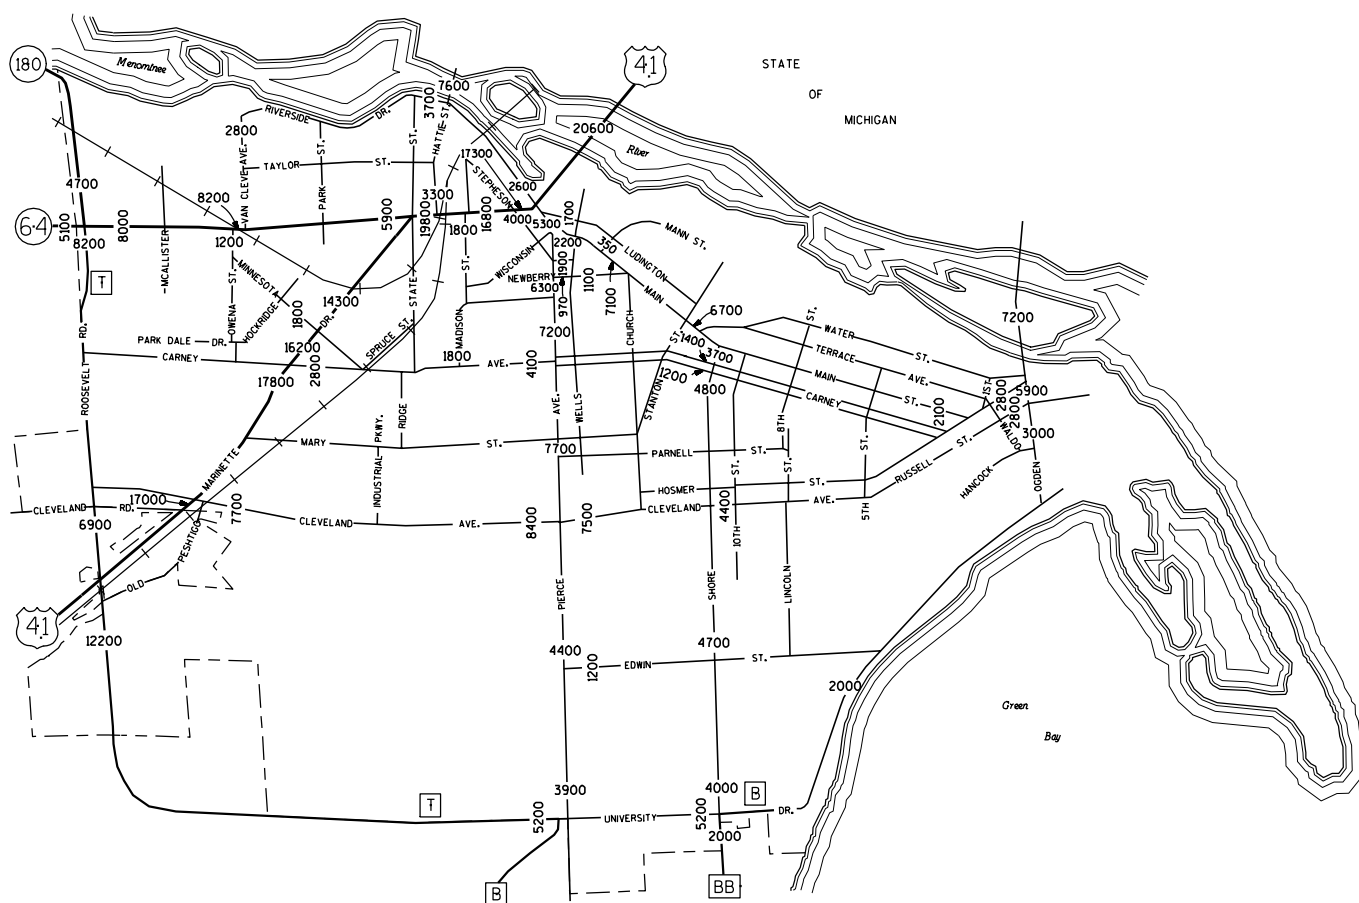 STATE
OF
MICHIGAN
180
Menominee
41
7600
3700
RIVERSIDE
DR.
2800
HATTIE ST.
20600
River
TAYLOR
ST.
VAN CLEVE AVE.
PARK
ST.
ST.
17300
STEPHESON
2600
4700
8200
64
5100
8200
8000
MCALLISTER
1200
5900
3300
19800
1800
16800
4000
5300
1700
2200
350
MANN ST.
LUDINGTON
T
MINNESOTA
OWENA ST.
HOCKRIDGE
1800
14300
DR.
STATE
ST.
WISCONSIN
NEWBERRY
6300
1900
970
1100
7100
MAIN
6700
7200
PARK DALE
DR.
CARNEY
16200
2800
SPRUCE ST.
MADISON
1800
AVE.
4100
7200
CHURCH
1400
3700
1200
4800
ST.
STANTON
WATER
ST.
TERRACE
AVE.
MAIN
ST.
CARNEY
ST.
8TH
2100
1ST
2800
5900
2800
WALDO
3000
ROOSEVELT
RD.
17800
RIDGE
AVE.
WELLS
MARY
ST.
INDUSTRIAL
PKWY.
7700
PARNELL
ST.
ST.
ST.
ST.
RUSSELL
ST.
HANCOCK
OGDEN
MARINETTE
17000
CLEVELAND
RD.
6900
7700
CLEVELAND
AVE.
8400
7500
HOSMER
ST.
CLEVELAND
AVE.
4400
10TH
5TH
OLD
PESHTIGO
PIERCE
SHORE
LINCOLN
41
12200
4400
1200
EDWIN
4700
ST.
2000
Green
Bay
3900
4000
T
5200
UNIVERSITY
5200
B
DR.
2000
B
BB